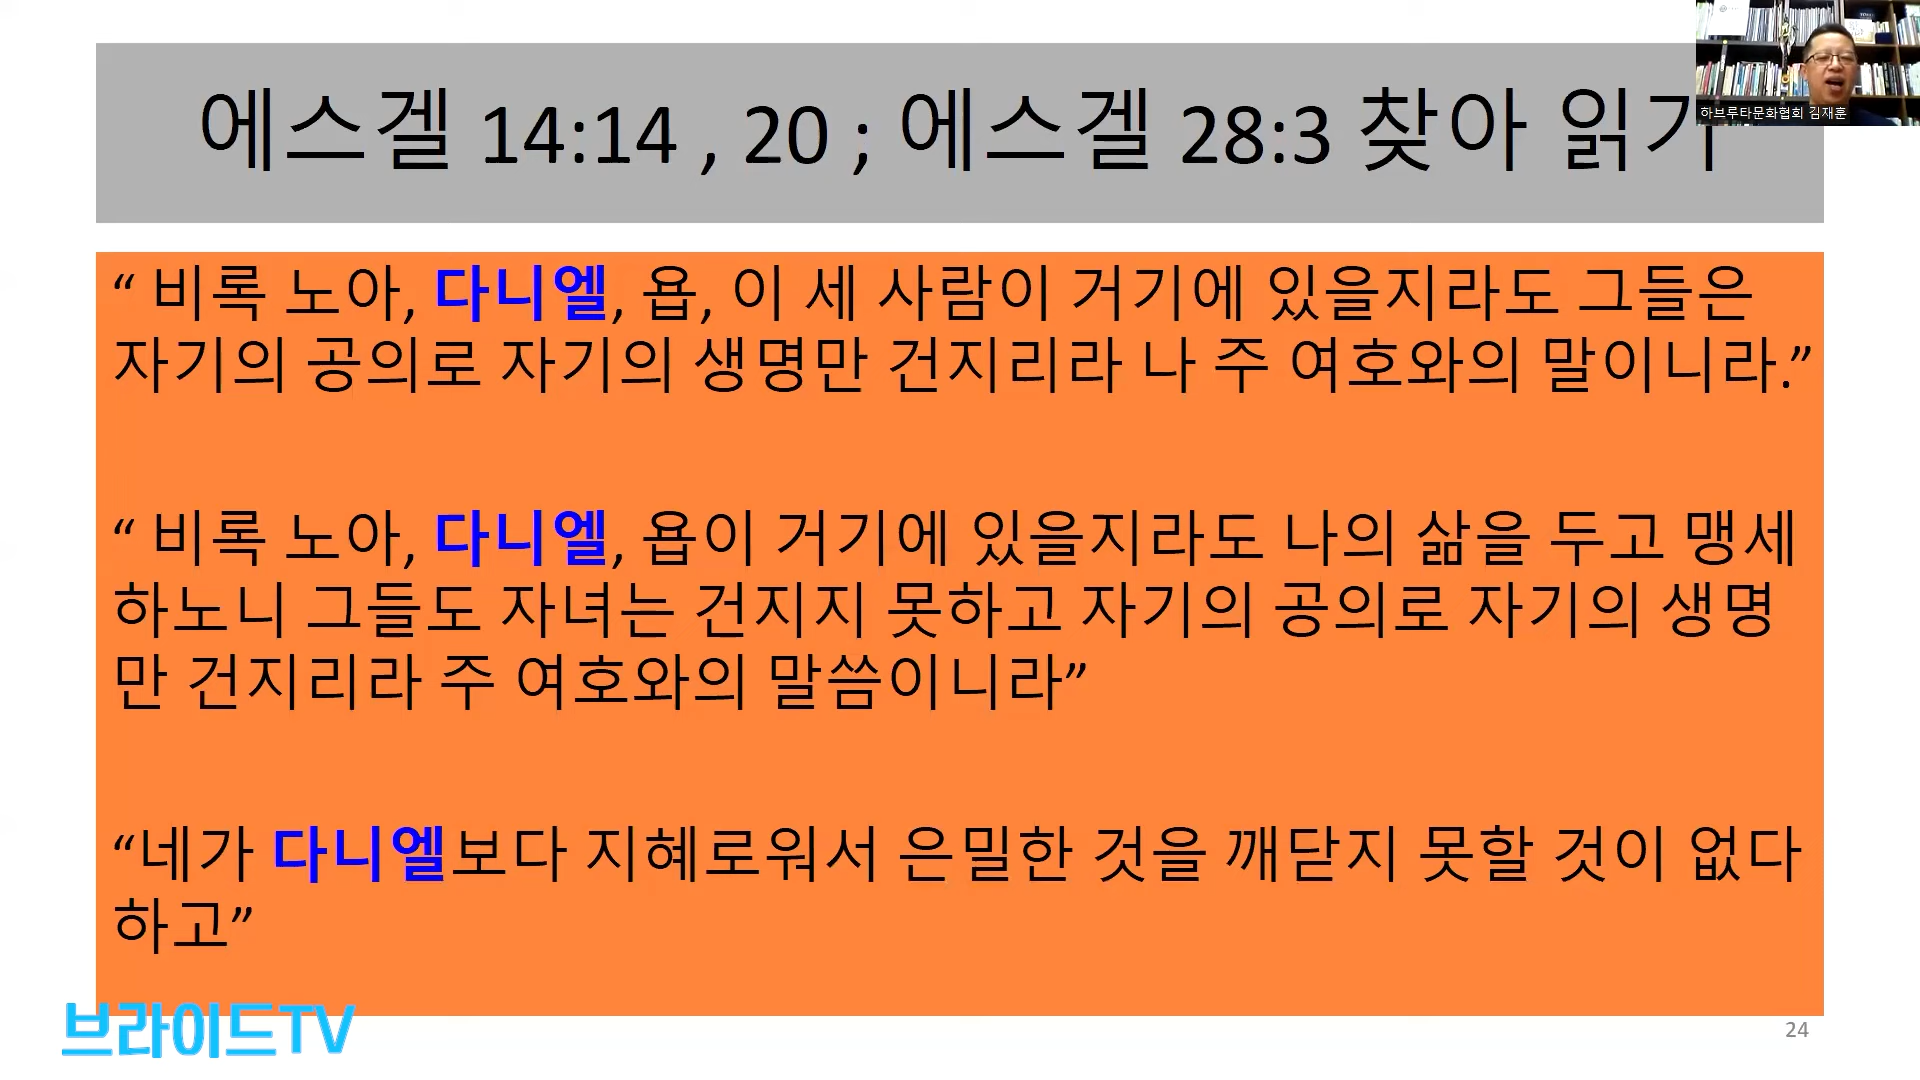 에스겔 14:14 , 20 ; 에스겔 28:3 찾아 읽기
하브루타문화협회 김재훈
“ 비록 노아, 다니엘, 욥, 이 세 사람이 거기에 있을지라도 그들은
자기의 공의로 자기의 생명만 건지리라 나 주 여호와의 말이니라.”
“ 비록 노아, 다니엘, 욥이 거기에 있을지라도 나의 삶을 두고 맹세
하노니 그들도 자녀는 건지지 못하고 자기의 공의로 자기의 생명
만 건지리라 주 여호와의 말씀이니라”
“네가 다니엘보다 지혜로워서 은밀한 것을 깨닫지 못할 것이 없다
하고”
브라이드TV
24